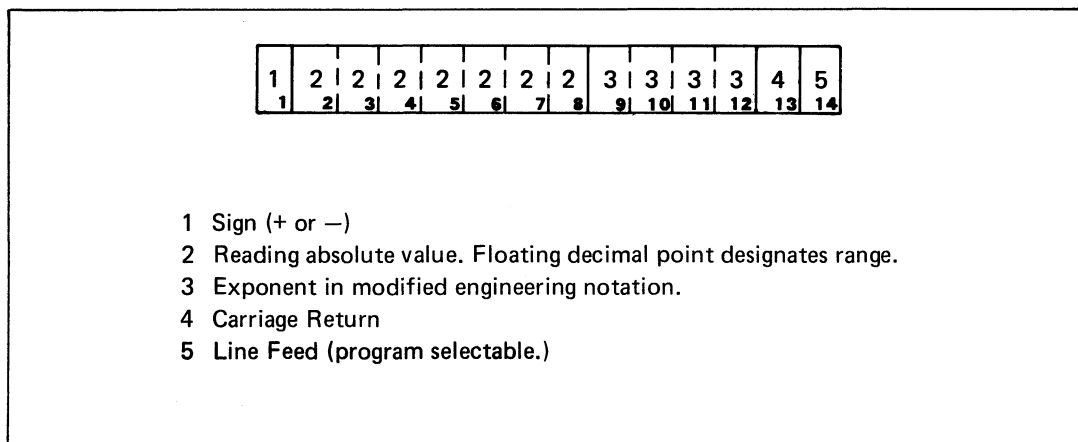 1 2 2 2 2 2 2 2 3 3 3 3 4 5
1 2 3 4 5 6 7 8 9 10 11 12 13 14
1 Sign (+ or —)
2 Reading absolute value. Floating decimal point designates range.
3 Exponent in modified engineering notation.
4 Carriage Return
5 Line Feed (program selectable.)